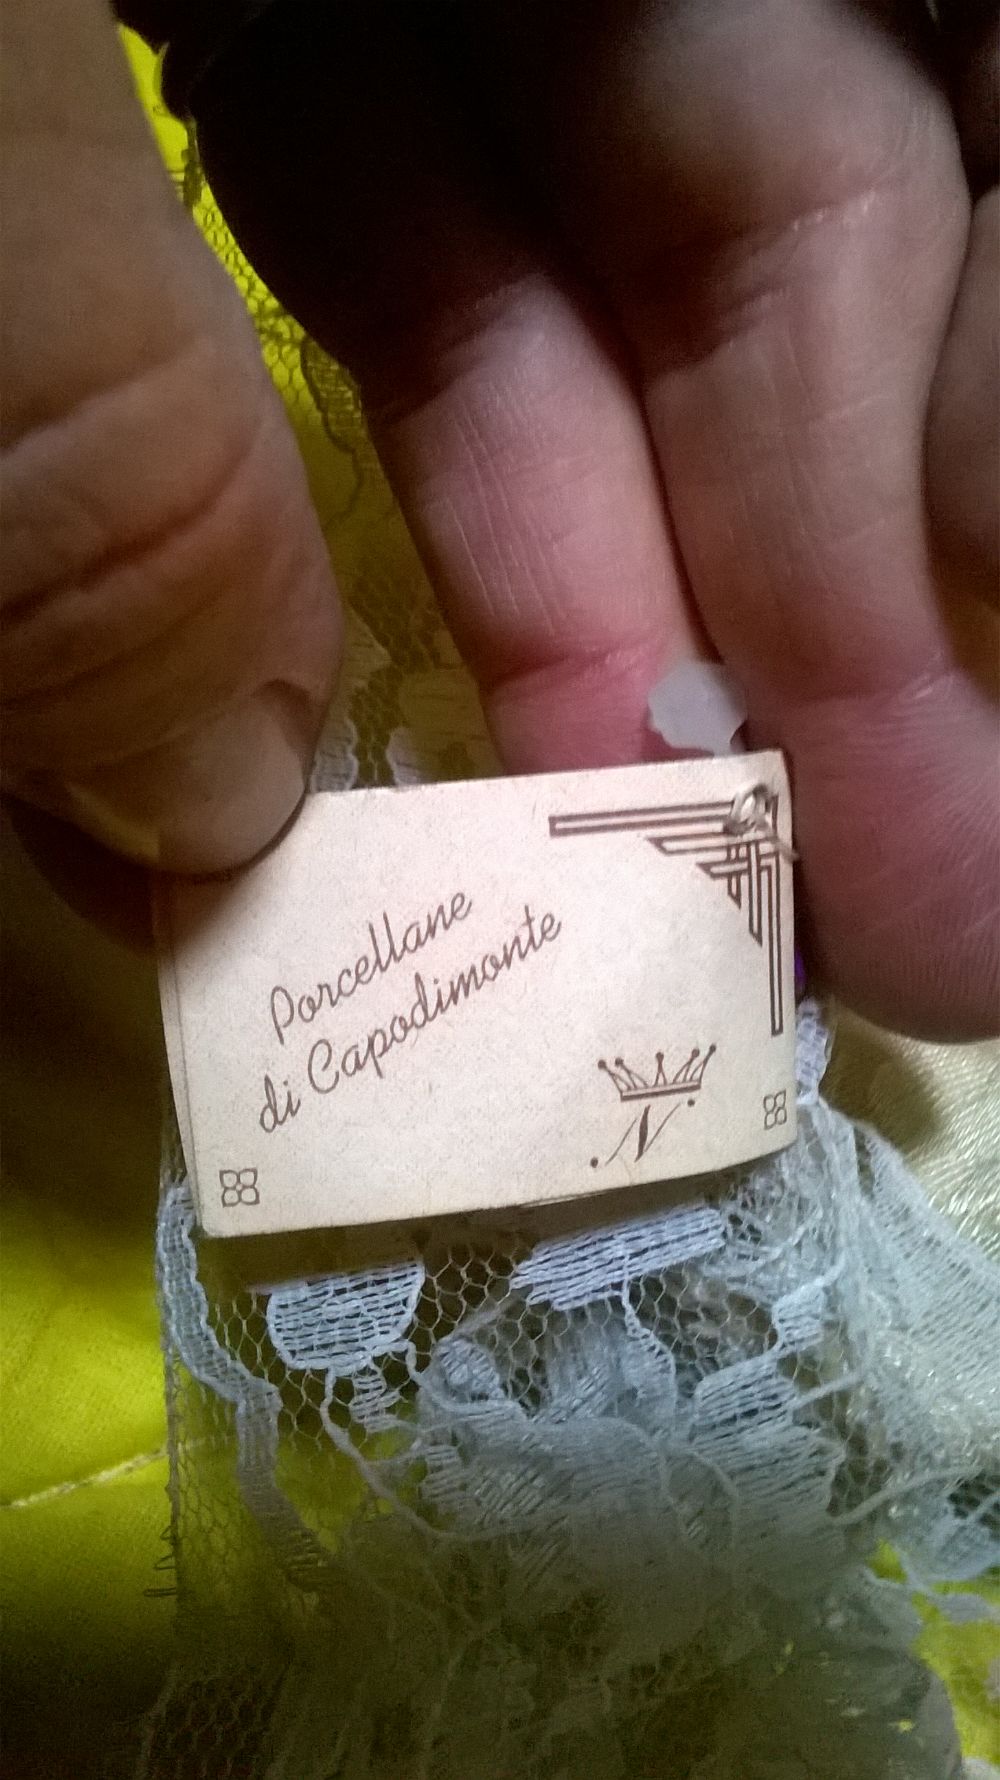 Porcellane
di Capodimonte
N